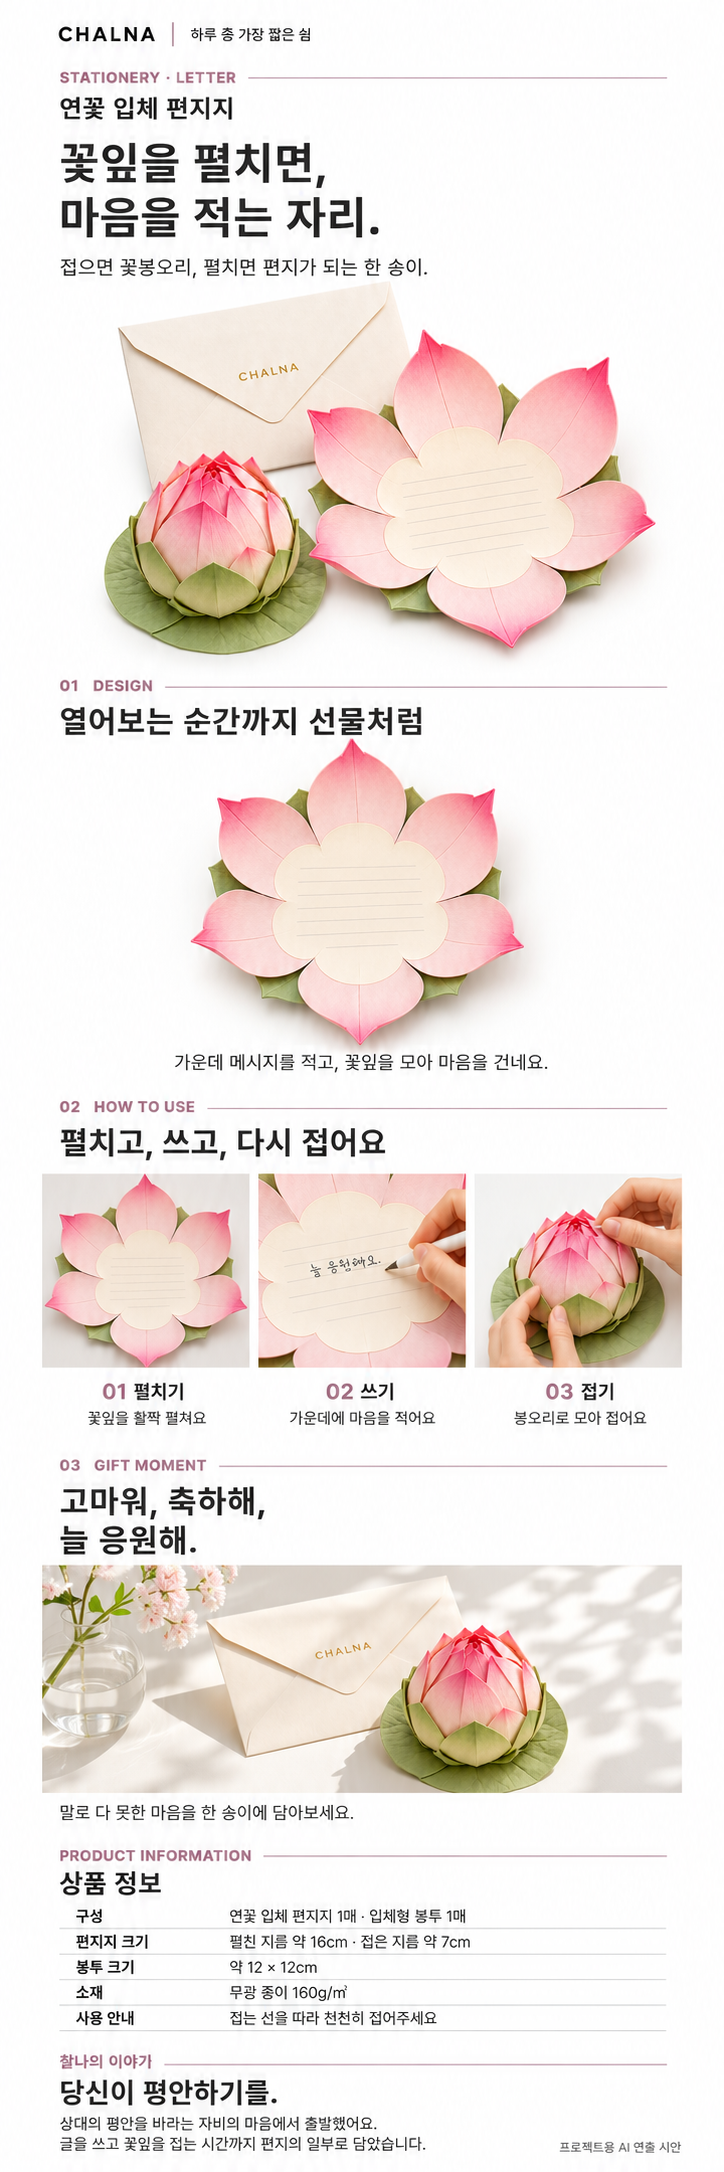 CHALNA | 하루 총 가장 짧은 쉼
STATIONERY · LETTER
연꽃 입체 편지지
꽃잎을 펼치면,
마음을 적는 자리.
접으면 꽃봉오리, 펼치면 편지가 되는 한 송이.
CHALNA
01 DESIGN
열어보는 순간까지 선물처럼
가운데 메시지를 적고, 꽃잎을 모아 마음을 건네요.
02 HOW TO USE
펼치고, 쓰고, 다시 접어요
늘 응원해요.
01 펼치기
꽃잎을 활짝 펼쳐요
02 쓰기
가운데에 마음을 적어요
03 접기
봉오리로 모아 접어요
03 GIFT MOMENT
고마워, 축하해,
늘 응원해.
CHALNA
말로 다 못한 마음을 한 송이에 담아보세요.
PRODUCT INFORMATION
상품 정보
구성 연꽃 입체 편지지 1매 · 입체형 봉투 1매
편지지 크기 펼친 지름 약 16cm · 접은 지름 약 7cm
봉투 크기 약 12 × 12cm
소재 무광 종이 160g/㎡
사용 안내 접는 선을 따라 천천히 접어주세요
찰나의 이야기
당신이 평안하기를.
상대의 평안을 바라는 자비의 마음에서 출발했어요.
글을 쓰고 꽃잎을 접는 시간까지 편지의 일부로 담았습니다.
프로젝트용 AI 연출 시안